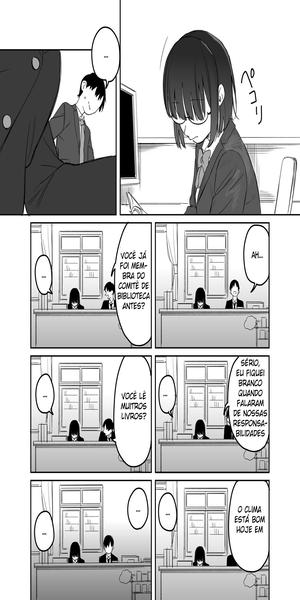 ペコリ
...
AH...
VOCÊ JÁ
FOI MEM-
BRA DO
COMITÊ DE
BIBLIOTECA
ANTES?
...
SÉRIO,
EU FIQUEI
BRANCO
QUANDO
FALARAM
DE NOSSAS
RESPONSA-
BILIDADES
...
VOCÊ LÊ
MUITROS
LIVROS?
...
O CLIMA
ESTÁ BOM
HOJE EM
...
...
...